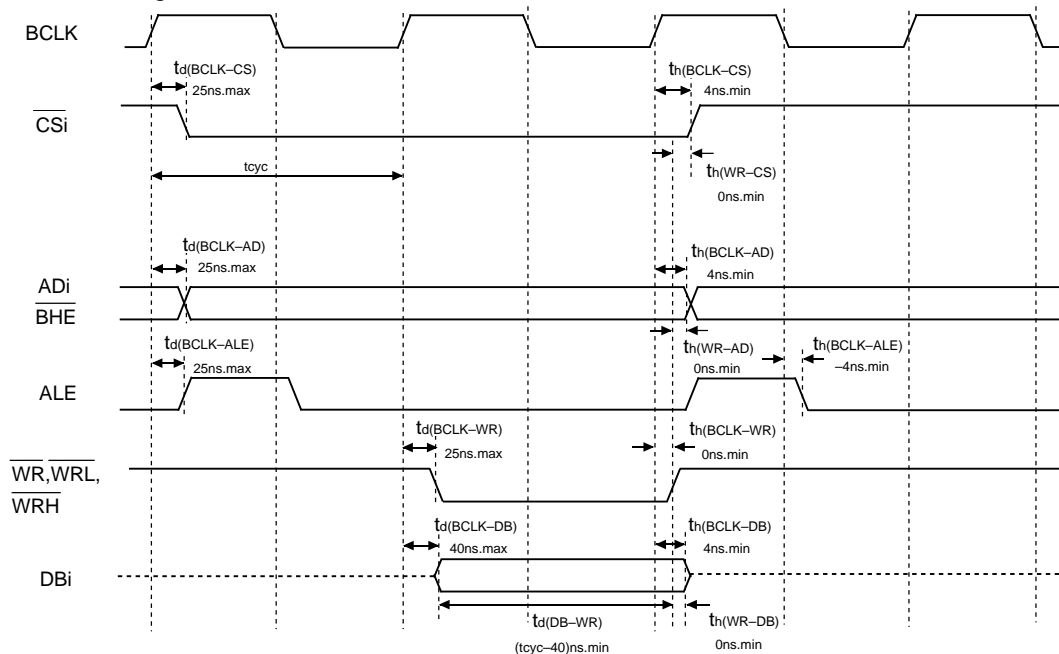 BCLK
td(BCLK–CS)
25ns.max
th(BCLK–CS)
4ns.min
CSi
tcyc
th(WR–CS)
0ns.min
td(BCLK–AD)
25ns.max
th(BCLK–AD)
4ns.min
ADi
BHE
td(BCLK–ALE)
25ns.max
th(WR–AD)
0ns.min
th(BCLK–ALE)
–4ns.min
ALE
td(BCLK–WR)
25ns.max
th(BCLK–WR)
0ns.min
WR,WRL,
WRH
td(BCLK–DB)
40ns.max
th(BCLK–DB)
4ns.min
DBi
td(DB–WR)
(tcyc–40)ns.min
th(WR–DB)
0ns.min